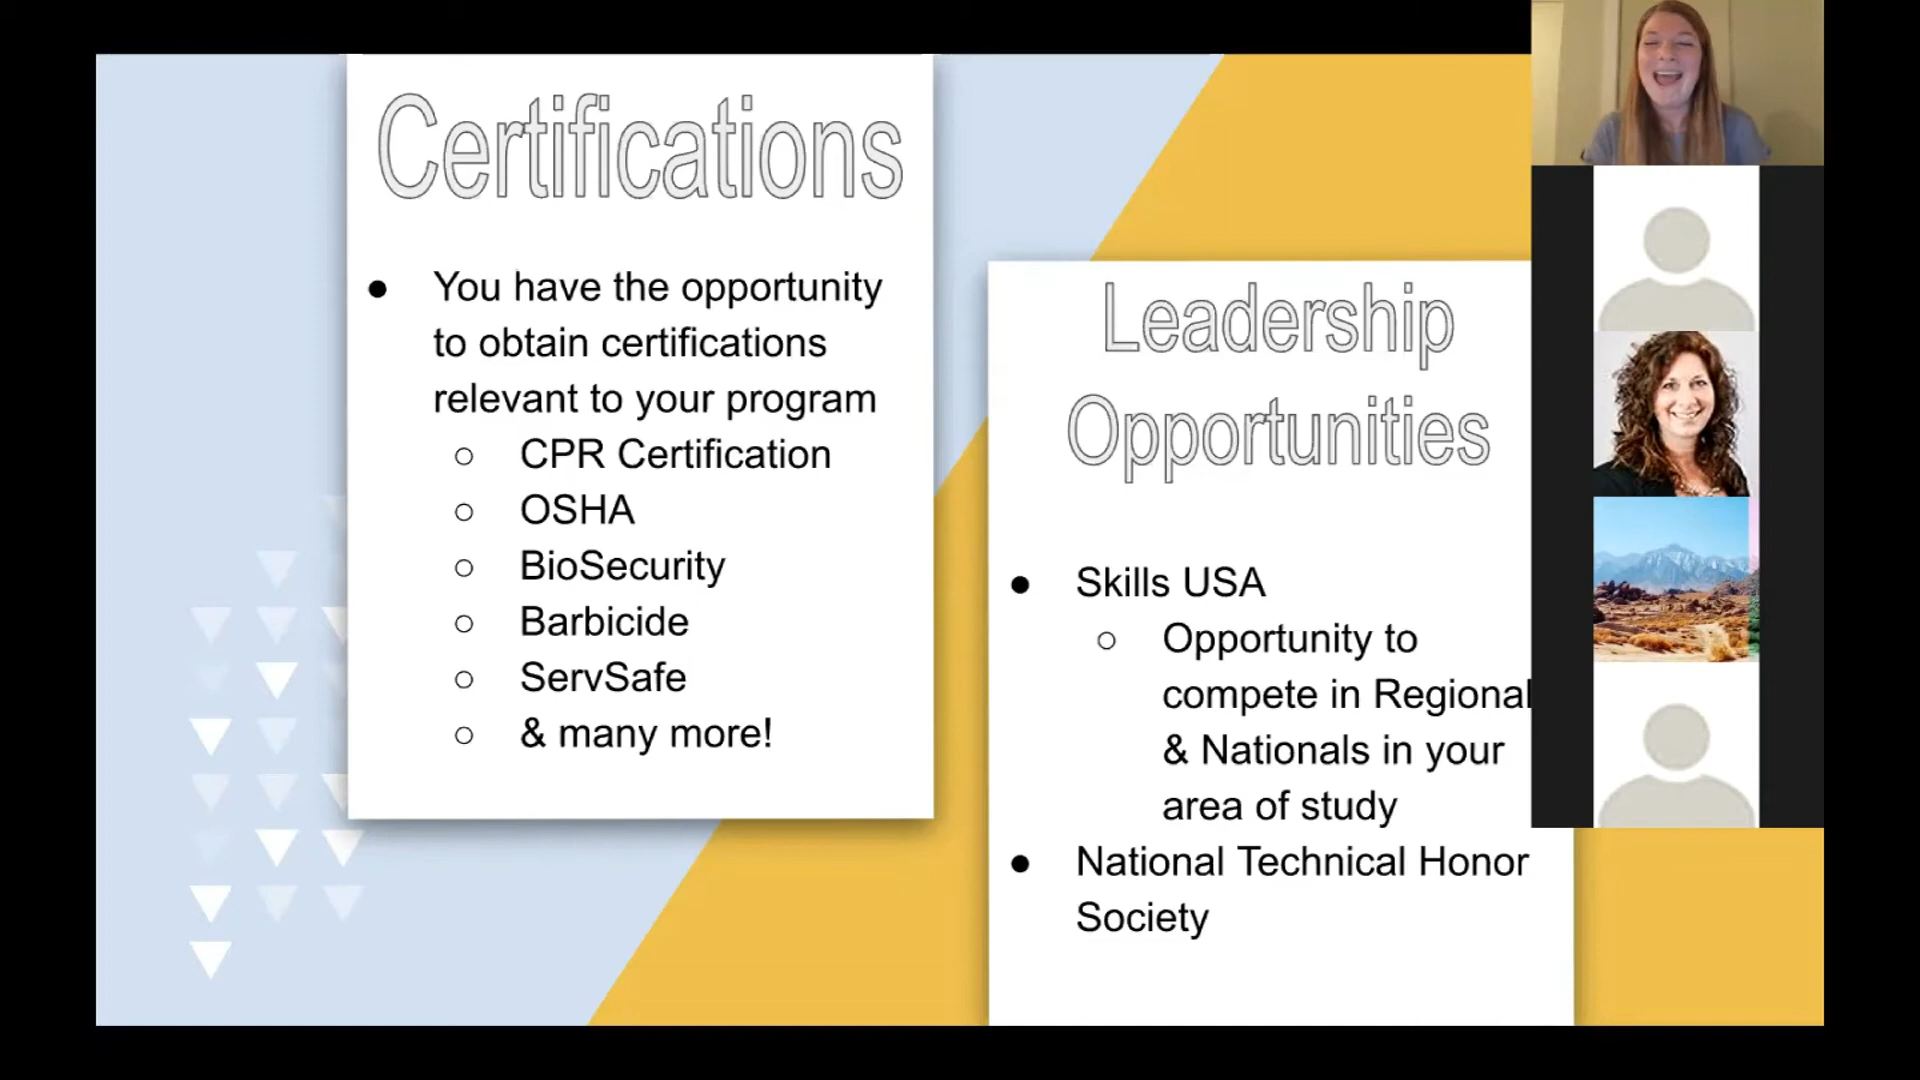 Certifications
● You have the opportunity
to obtain certifications
relevant to your program
○ CPR Certification
○ OSHA
○ BioSecurity
○ Barbicide
○ ServSafe
○ & many more!
Leadership
Opportunities
● Skills USA
○ Opportunity to
compete in Regional
& Nationals in your
area of study
● National Technical Honor
Society